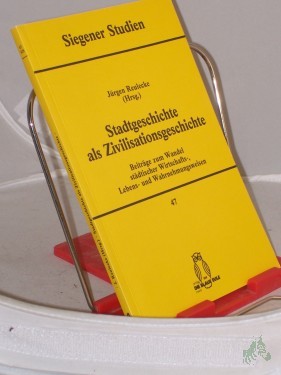 Siegener Studien
Jürgen Reulecke
(Hrsg.)
Stadtgeschichte
als Zivilisationsgeschichte
Beiträge zum Wandel
städtischer Wirtschafts-,
Lebens- und Wahrnehmungsweisen
47
DIE BLAUE EULE